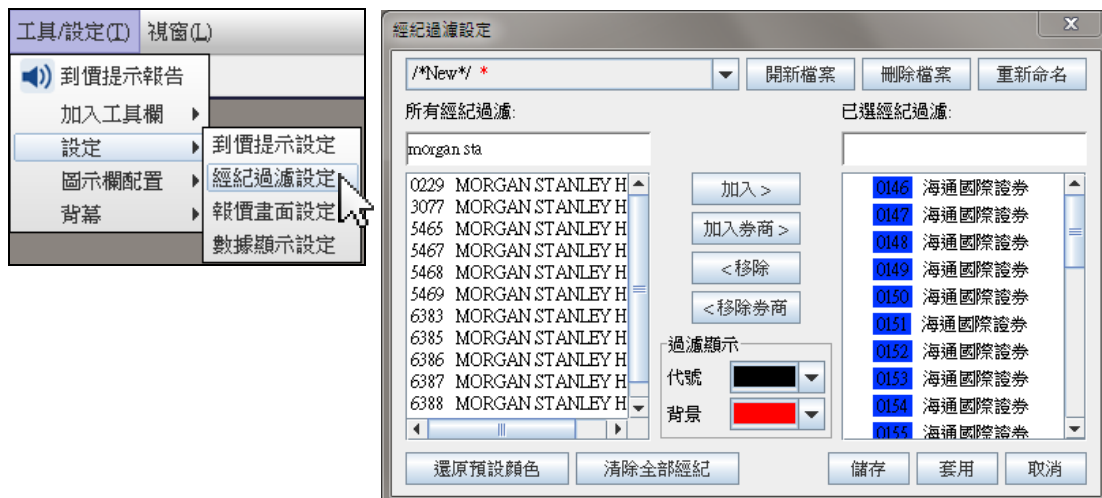 工具/設定(T) 視窗(L)
到價提示報告
加入工具欄
設定
圖示欄配置
背幕
到價提示設定
經紀過濾設定
報價畫面設定
數據顯示設定
經紀過濾設定
/*New*/ *
開新檔案
刪除檔案
重新命名
所有經紀過濾:
morgan sta
0229 MORGAN STANLEY H
3077 MORGAN STANLEY H
5465 MORGAN STANLEY H
5467 MORGAN STANLEY H
5468 MORGAN STANLEY H
5469 MORGAN STANLEY H
6383 MORGAN STANLEY H
6385 MORGAN STANLEY H
6386 MORGAN STANLEY H
6387 MORGAN STANLEY H
6388 MORGAN STANLEY H
加入 >
加入券商 >
<移除
<移除券商
過濾顯示
代號
背景
已選經紀過濾:
0146 海通國際證券
0147 海通國際證券
0148 海通國際證券
0149 海通國際證券
0150 海通國際證券
0151 海通國際證券
0152 海通國際證券
0153 海通國際證券
0154 海通國際證券
0155 海通國際證券
還原預設顏色
清除全部經紀
儲存
套用
取消